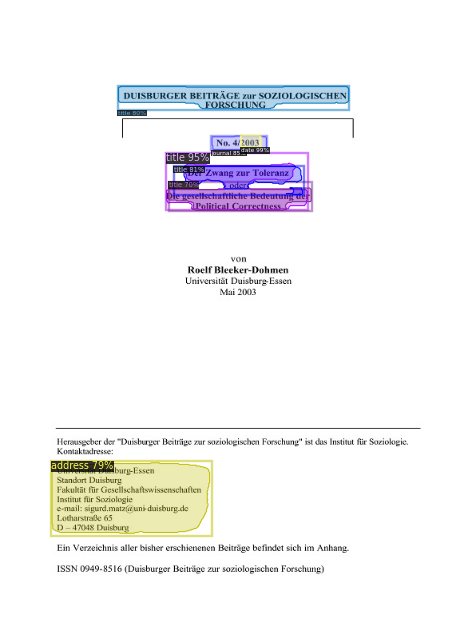 DUISBURGER BEITRÄGE zur SOZIOLOGISCHEN
FORSCHUNG
title 80%
No. 4/2003
journal 85%
date 99%
title 95%
title 81%
Der Zwang zur Toleranz
title 76%
oder
Die gesellschaftliche Bedeutung der
Political Correctness
von
Roelf Bleeker-Dohmen
Universität Duisburg-Essen
Mai 2003
Herausgeber der "Duisburger Beiträge zur soziologischen Forschung" ist das Institut für Soziologie.
Kontaktadresse:
address 79%
Duisburg-Essen
Standort Duisburg
Fakultät für Gesellschaftswissenschaften
Institut für Soziologie
e-mail: sigurd.matz@uni-duisburg.de
Lotharstraße 65
D – 47048 Duisburg
Ein Verzeichnis aller bisher erschienenen Beiträge befindet sich im Anhang.
ISSN 0949-8516 (Duisburger Beiträge zur soziologischen Forschung)